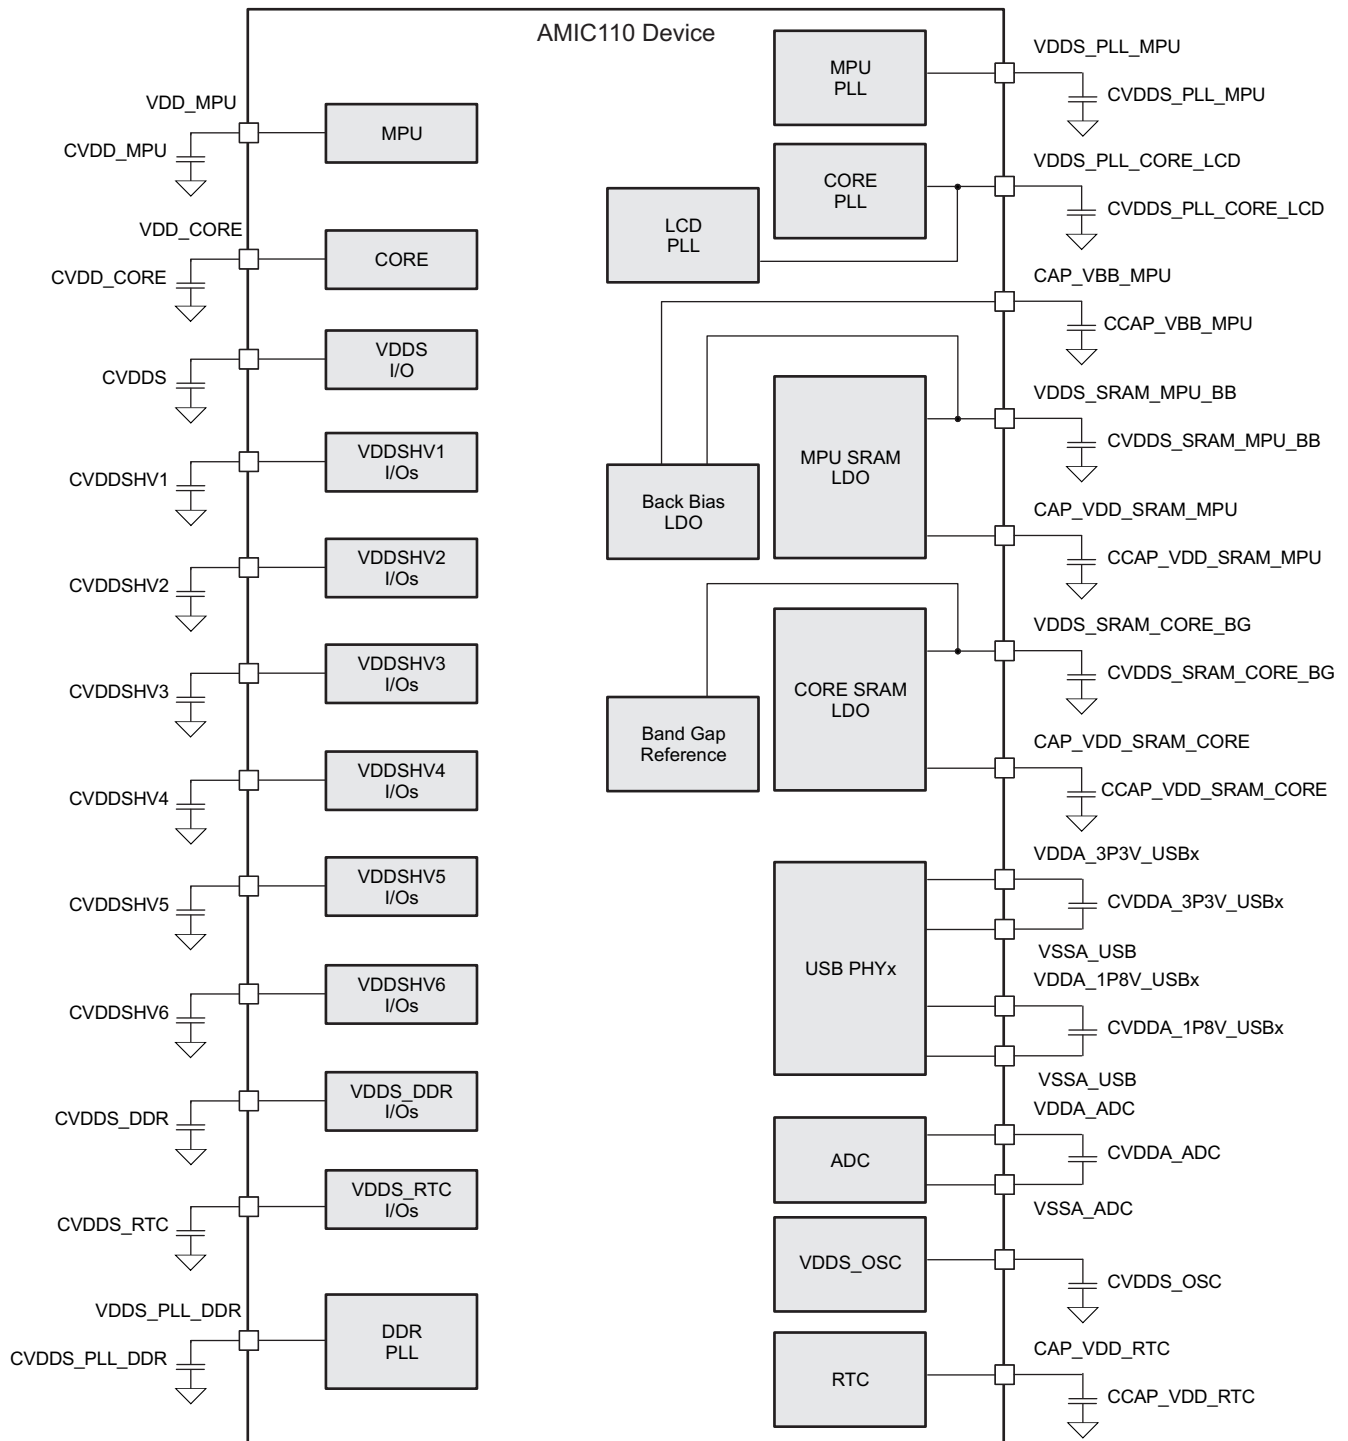 AMIC110 Device
VDD_MPU
CVDD_MPU
MPU
VDD_CORE
CVDD_CORE
CORE
CVDDS
VDDS
I/O
CVDDSHV1
VDDSHV1
I/Os
CVDDSHV2
VDDSHV2
I/Os
CVDDSHV3
VDDSHV3
I/Os
CVDDSHV4
VDDSHV4
I/Os
CVDDSHV5
VDDSHV5
I/Os
CVDDSHV6
VDDSHV6
I/Os
CVDDS_DDR
VDDS_DDR
I/Os
CVDDS_RTC
VDDS_RTC
I/Os
VDDS_PLL_DDR
CVDDS_PLL_DDR
DDR
PLL
MPU
PLL
VDDS_PLL_MPU
CVDDS_PLL_MPU
CORE
PLL
LCD
PLL
VDDS_PLL_CORE_LCD
CVDDS_PLL_CORE_LCD
CAP_VBB_MPU
CCAP_VBB_MPU
MPU SRAM
LDO
Back Bias
LDO
VDDS_SRAM_MPU_BB
CVDDS_SRAM_MPU_BB
CAP_VDD_SRAM_MPU
CCAP_VDD_SRAM_MPU
CORE SRAM
LDO
Band Gap
Reference
VDDS_SRAM_CORE_BG
CVDDS_SRAM_CORE_BG
CAP_VDD_SRAM_CORE
CCAP_VDD_SRAM_CORE
USB PHYx
VDDA_3P3V_USBx
CVDDA_3P3V_USBx
VSSA_USB
VDDA_1P8V_USBx
CVDDA_1P8V_USBx
VSSA_USB
ADC
VDDA_ADC
CVDDA_ADC
VSSA_ADC
VDDS_OSC
CVDDS_OSC
RTC
CAP_VDD_RTC
CCAP_VDD_RTC